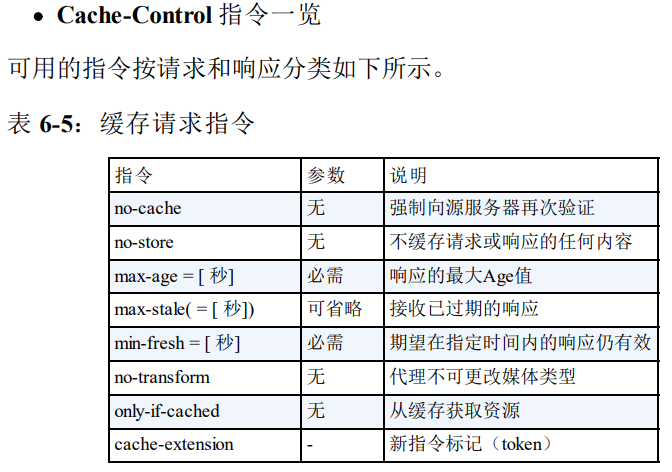 • Cache-Control 指令一览
可用的指令按请求和响应分类如下所示。
表 6-5：缓存请求指令
指令 参数 说明
no-cache 无 强制向源服务器再次验证
no-store 无 不缓存请求或响应的任何内容
max-age = [ 秒] 必需 响应的最大Age值
max-stale( = [ 秒]) 可省略 接收已过期的响应
min-fresh = [ 秒] 必需 期望在指定时间内的响应仍有效
no-transform 无 代理不可更改媒体类型
only-if-cached 无 从缓存获取资源
cache-extension - 新指令标记（token）